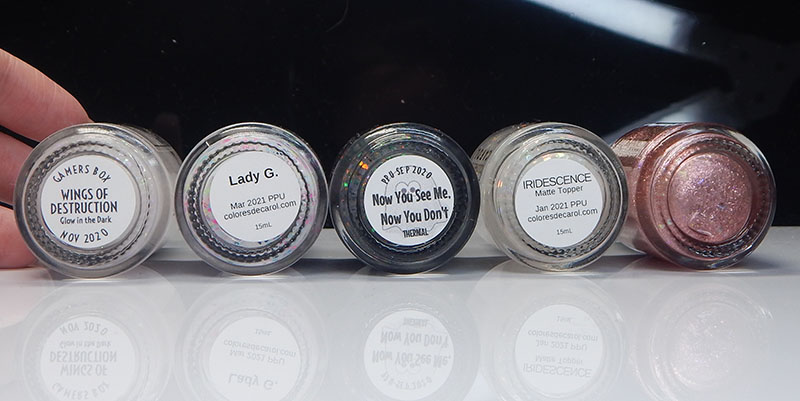 GAMERS BOX
WINGS OF
DESTRUCTION
Glow in the Dark
NOV 2020
Lady G.
Mar 2021 PPU
coloresdecarol.com
15mL
PPU-SEP 2020
Now You See Me,
Now You Don't
THERMAL
IRIDESCENCE
Matte Topper
Jan 2021 PPU
coloresdecarol.com
15mL